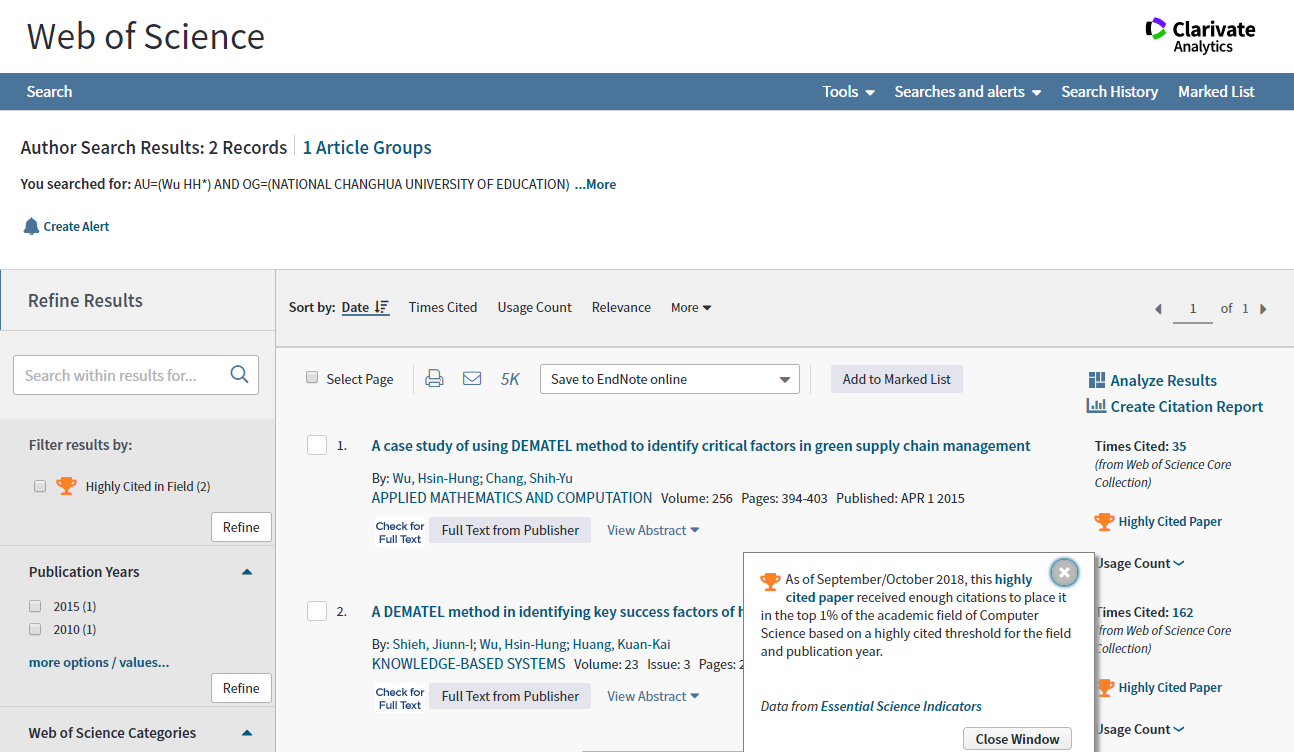 Web of Science
Clarivate
Analytics
Search
Tools
Searches and alerts
Search History
Marked List
Author Search Results: 2 Records
1 Article Groups
You searched for: AU=(Wu HH*) AND OG=(NATIONAL CHANGHUA UNIVERSITY OF EDUCATION) ...More
Create Alert
Refine Results
Search within results for...
Filter results by:
Highly Cited in Field (2)
Refine
Publication Years
2015 (1)
2010 (1)
more options / values...
Refine
Web of Science Categories
Sort by: Date Times Cited Usage Count Relevance More
1 of 1
Select Page
5K
Save to EndNote online
Add to Marked List
Analyze Results
Create Citation Report
1. A case study of using DEMATEL method to identify critical factors in green supply chain management
By: Wu, Hsin-Hung; Chang, Shih-Yu
APPLIED MATHEMATICS AND COMPUTATION Volume: 256 Pages: 394-403 Published: APR 1 2015
Check for
Full Text
Full Text from Publisher
View Abstract
Times Cited: 35
(from Web of Science Core
Collection)
Highly Cited Paper
Usage Count
2. A DEMATEL method in identifying key success factors of h
By: Shieh, Jiunn-I; Wu, Hsin-Hung; Huang, Kuan-Kai
KNOWLEDGE-BASED SYSTEMS Volume: 23 Issue: 3 Pages: 2
Check for
Full Text
Full Text from Publisher
View Abstract
Times Cited: 162
(from Web of Science Core
Collection)
Highly Cited Paper
Usage Count
As of September/October 2018, this highly
cited paper received enough citations to place it
in the top 1% of the academic field of Computer
Science based on a highly cited threshold for the field
and publication year.
Data from Essential Science Indicators
Close Window